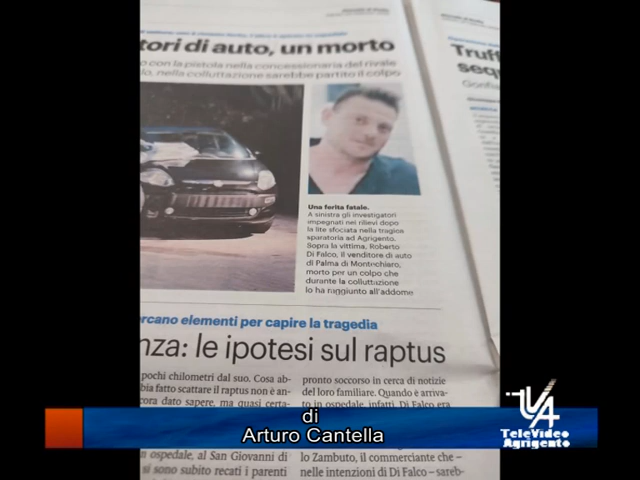 tori di auto, un morto
o con la pistola nella concessionaria del rivale
lo, nella colluttazione sarebbe partito il colpo
Una ferita fatale.
A sinistra gli investigatori
impegnati nei rilievi dopo
la lite sfociata nella tragica
sparatoria ad Agrigento.
Sopra la vittima, Roberto
Di Falco, il venditore di auto
di Palma di Montechiaro,
morto per un colpo che
durante la colluttazione
lo ha raggiunto all'addome
ercano elementi per capire la tragedia
nza: le ipotesi sul raptus
pochi chilometri dal suo. Cosa ab-
bia fatto scattare il raptus non è an-
cora dato sapere, ma quasi certa-
ospedale, al San Giovanni di
si sono subito recati i parenti
pronto soccorso in cerca di notizie
del loro familiare. Quando è arriva-
to in ospedale, infatti, Di Falco era
lo Zambuto, il commerciante che –
nelle intenzioni di Di Falco – sareb-
Truff
sequ
di
Arturo Cantella
TVA
TeleVideo
Agrigento